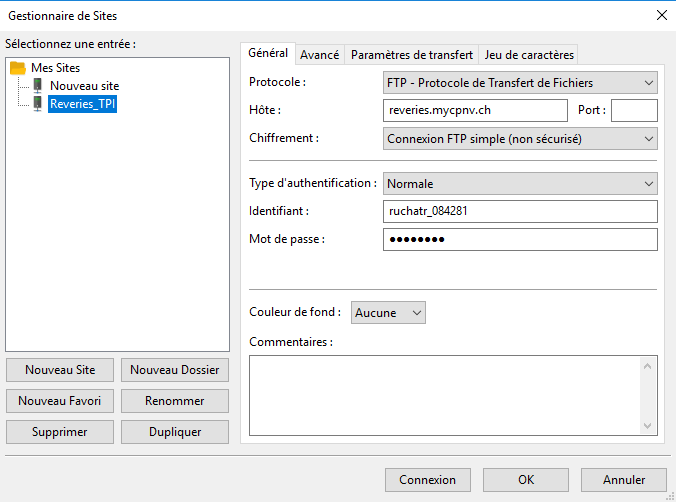 Gestionnaire de Sites
Sélectionnez une entrée :
Mes Sites
Nouveau site
Reveries_TPI
Nouveau Site
Nouveau Dossier
Nouveau Favori
Renommer
Supprimer
Dupliquer
Général
Avancé
Paramètres de transfert
Jeu de caractères
Protocole :
FTP - Protocole de Transfert de Fichiers
Hôte :
reveries.mycpnv.ch
Port :
Chiffrement :
Connexion FTP simple (non sécurisé)
Type d'authentification :
Normale
Identifiant :
ruchatr_084281
Mot de passe :
●●●●●●●●
Couleur de fond :
Aucune
Commentaires :
Connexion
OK
Annuler